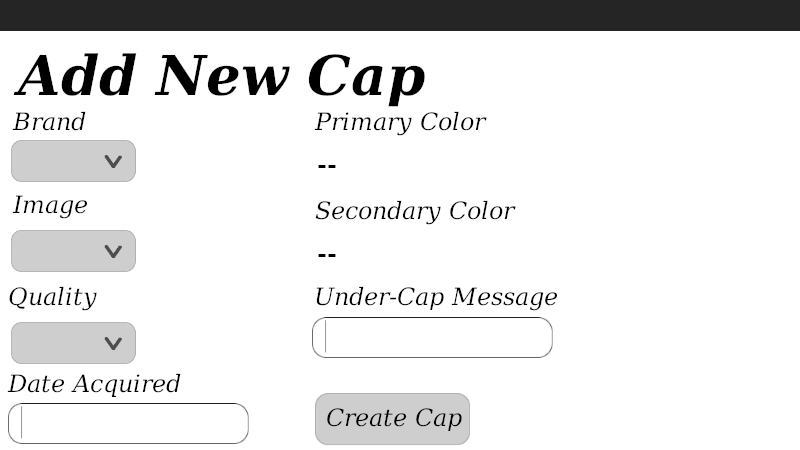 Add New Cap
Brand
Primary Color
--
Image
Secondary Color
--
Quality
Under-Cap Message
Date Acquired
Create Cap